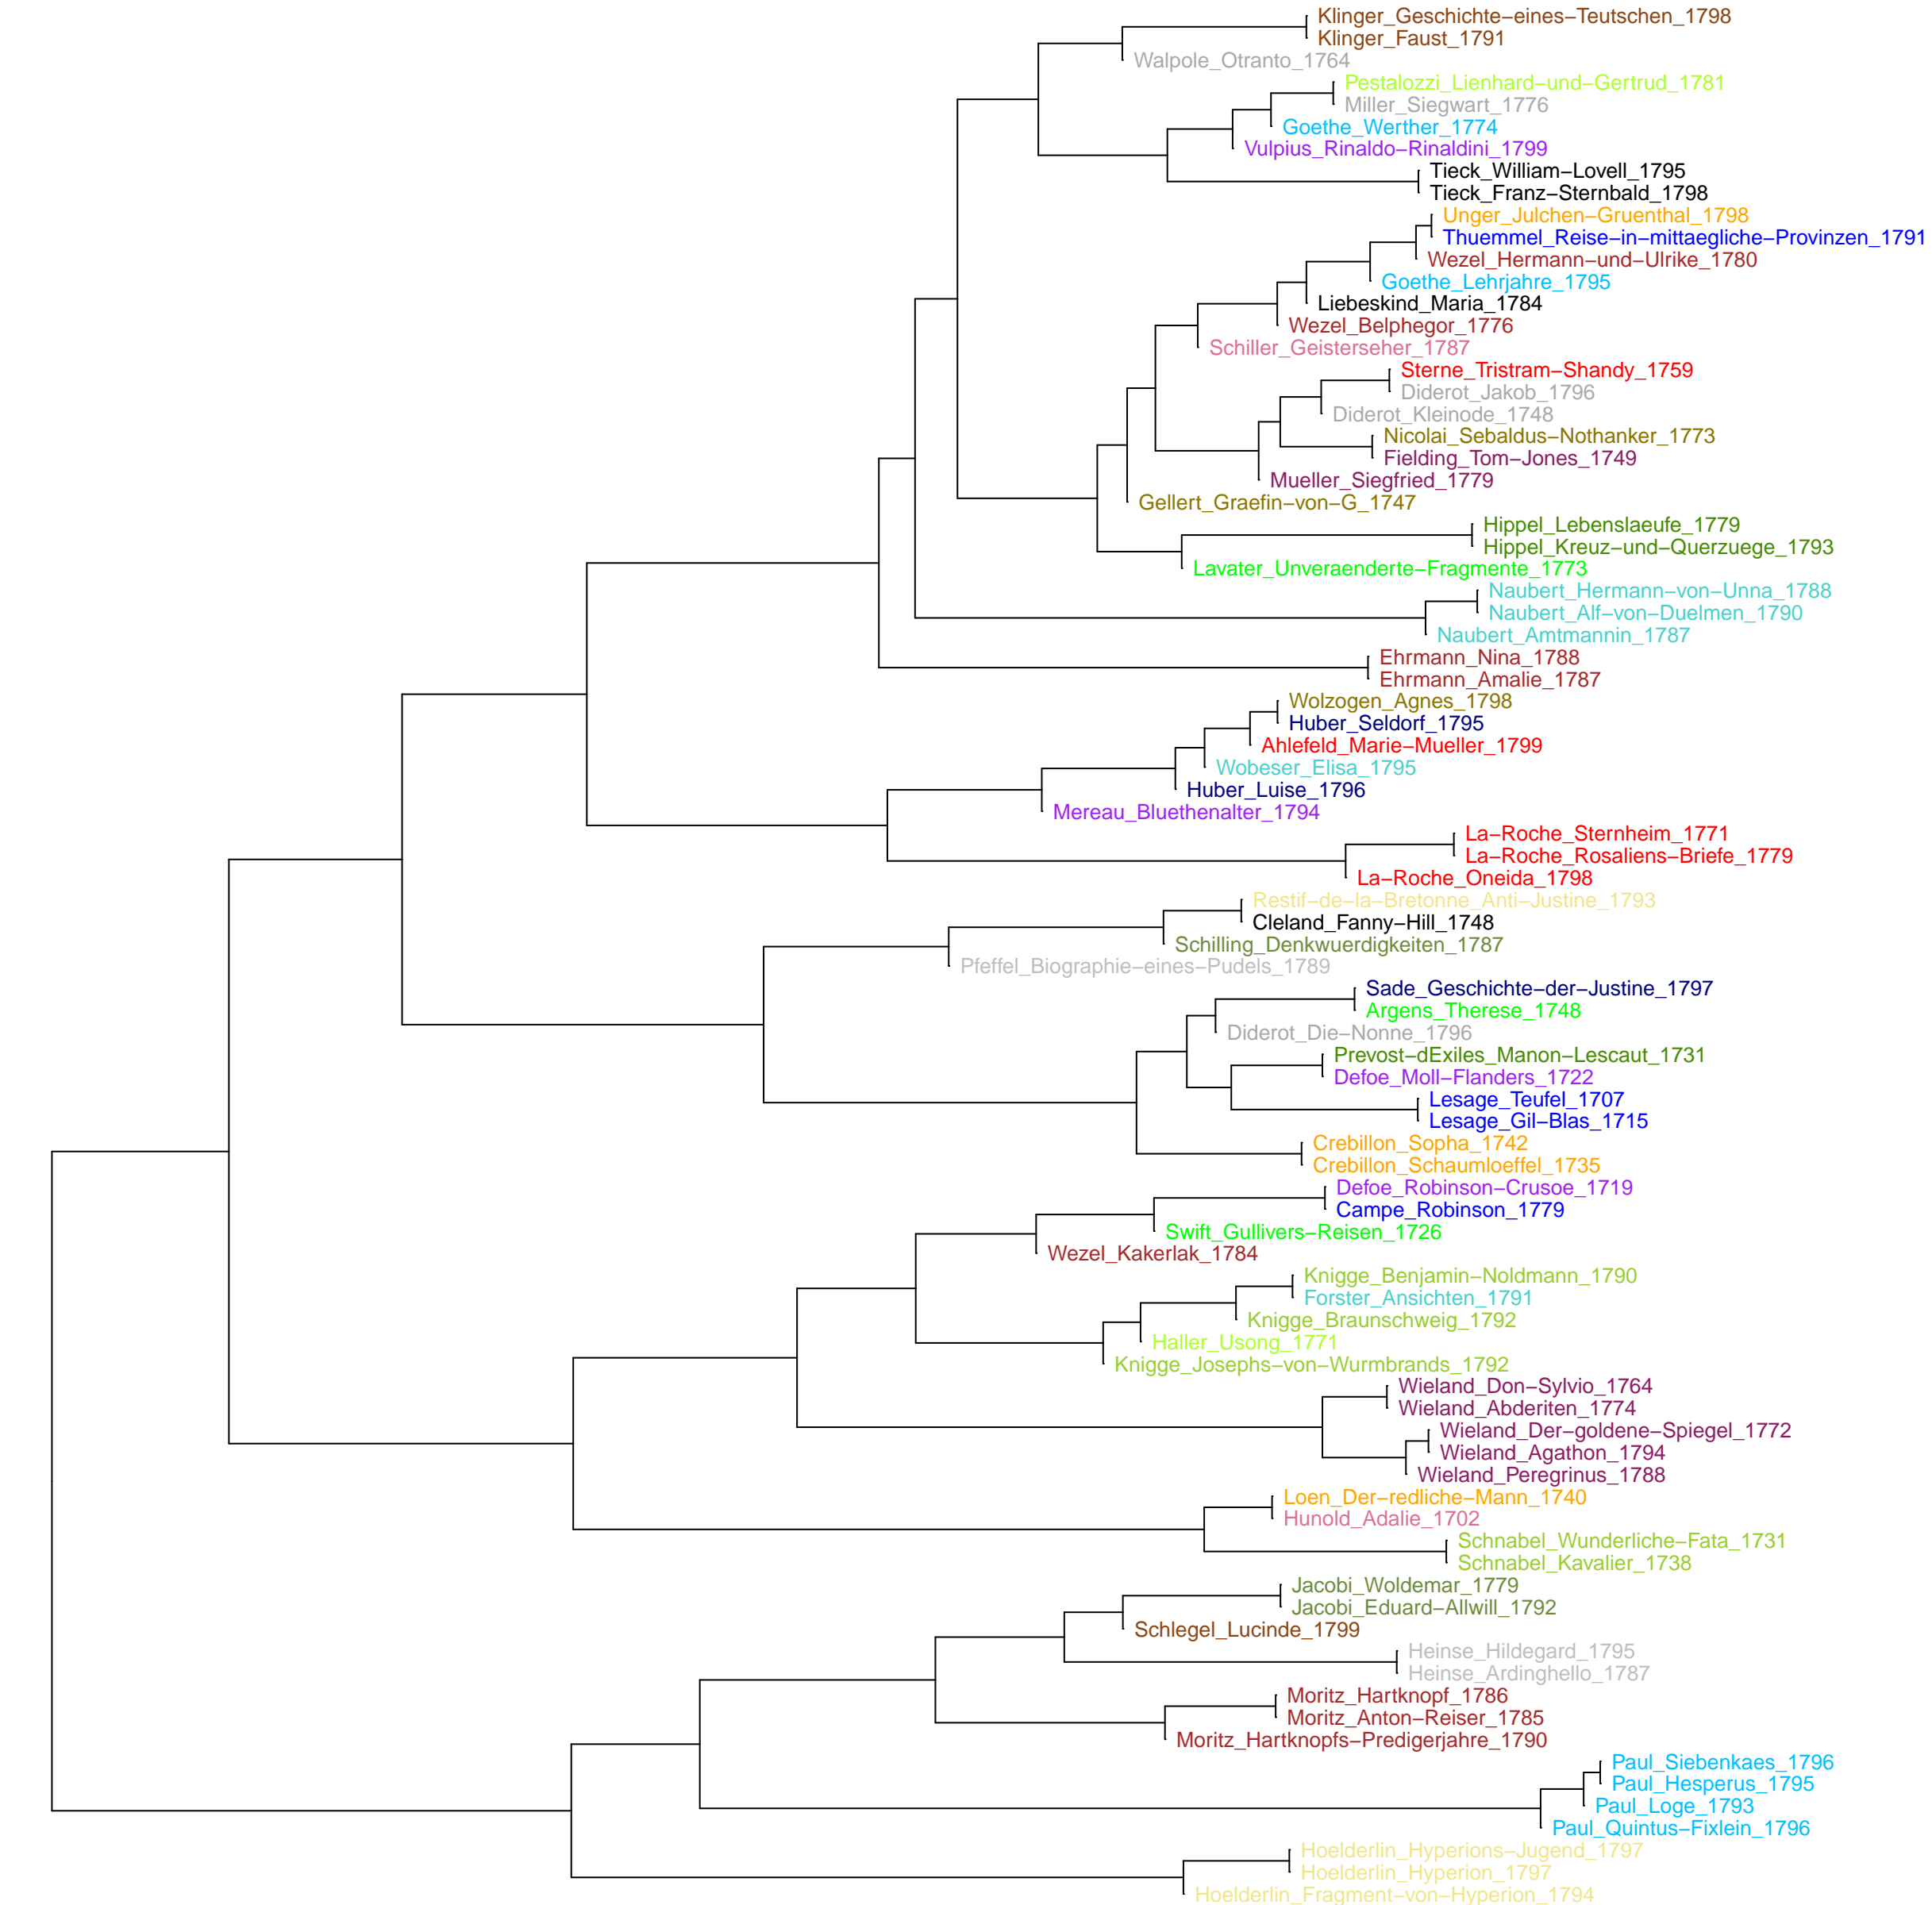 Klinger_Geschichte−eines−Teutschen_1798
Klinger_Faust_1791
Walpole_Otranto_1764
Pestalozzi_Lienhard−und−Gertrud_1781
Miller_Siegwart_1776
Goethe_Werther_1774
Vulpius_Rinaldo−Rinaldini_1799
Tieck_William−Lovell_1795
Tieck_Franz−Sternbald_1798
Unger_Julchen−Gruenthal_1798
Thuemmel_Reise−in−mittaegliche−Provinzen_1791
Wezel_Hermann−und−Ulrike_1780
Goethe_Lehrjahre_1795
Liebeskind_Maria_1784
Wezel_Belphegor_1776
Schiller_Geisterseher_1787
Sterne_Tristram−Shandy_1759
Diderot_Jakob_1796
Diderot_Kleinode_1748
Nicolai_Sebaldus−Nothanker_1773
Fielding_Tom−Jones_1749
Mueller_Siegfried_1779
Gellert_Graefin−von−G_1747
Hippel_Lebenslaeufe_1779
Hippel_Kreuz−und−Querzuege_1793
Lavater_Unveraenderte−Fragmente_1773
Naubert_Hermann−von−Unna_1788
Naubert_Alf−von−Duelmen_1790
Naubert_Amtmannin_1787
Ehrmann_Nina_1788
Ehrmann_Amalie_1787
Wolzogen_Agnes_1798
Huber_Seldorf_1795
Ahlefeld_Marie−Mueller_1799
Wobeser_Elisa_1795
Huber_Luise_1796
Mereau_Bluethenalter_1794
La−Roche_Sternheim_1771
La−Roche_Rosaliens−Briefe_1779
La−Roche_Oneida_1798
Restif−de−la−Bretonne_Anti−Justine_1793
Cleland_Fanny−Hill_1748
Schilling_Denkwuerdigkeiten_1787
Pfeffel_Biographie−eines−Pudels_1789
Sade_Geschichte−der−Justine_1797
Argens_Therese_1748
Diderot_Die−Nonne_1796
Prevost−dExiles_Manon−Lescaut_1731
Defoe_Moll−Flanders_1722
Lesage_Teufel_1707
Lesage_Gil−Blas_1715
Crebillon_Sopha_1742
Crebillon_Schaumloeffel_1735
Defoe_Robinson−Crusoe_1719
Campe_Robinson_1779
Swift_Gullivers−Reisen_1726
Wezel_Kakerlak_1784
Knigge_Benjamin−Noldmann_1790
Forster_Ansichten_1791
Knigge_Braunschweig_1792
Haller_Usong_1771
Knigge_Josephs−von−Wurmbrands_1792
Wieland_Don−Sylvio_1764
Wieland_Abderiten_1774
Wieland_Der−goldene−Spiegel_1772
Wieland_Agathon_1794
Wieland_Peregrinus_1788
Loen_Der−redliche−Mann_1740
Hunold_Adalie_1702
Schnabel_Wunderliche−Fata_1731
Schnabel_Kavalier_1738
Jacobi_Woldemar_1779
Jacobi_Eduard−Allwill_1792
Schlegel_Lucinde_1799
Heinse_Hildegard_1795
Heinse_Ardinghello_1787
Moritz_Hartknopf_1786
Moritz_Anton−Reiser_1785
Moritz_Hartknopfs−Predigerjahre_1790
Paul_Siebenkaes_1796
Paul_Hesperus_1795
Paul_Loge_1793
Paul_Quintus−Fixlein_1796
Hoelderlin_Hyperions−Jugend_1797
Hoelderlin_Hyperion_1797
Hoelderlin_Fragment−von−Hyperion_1794